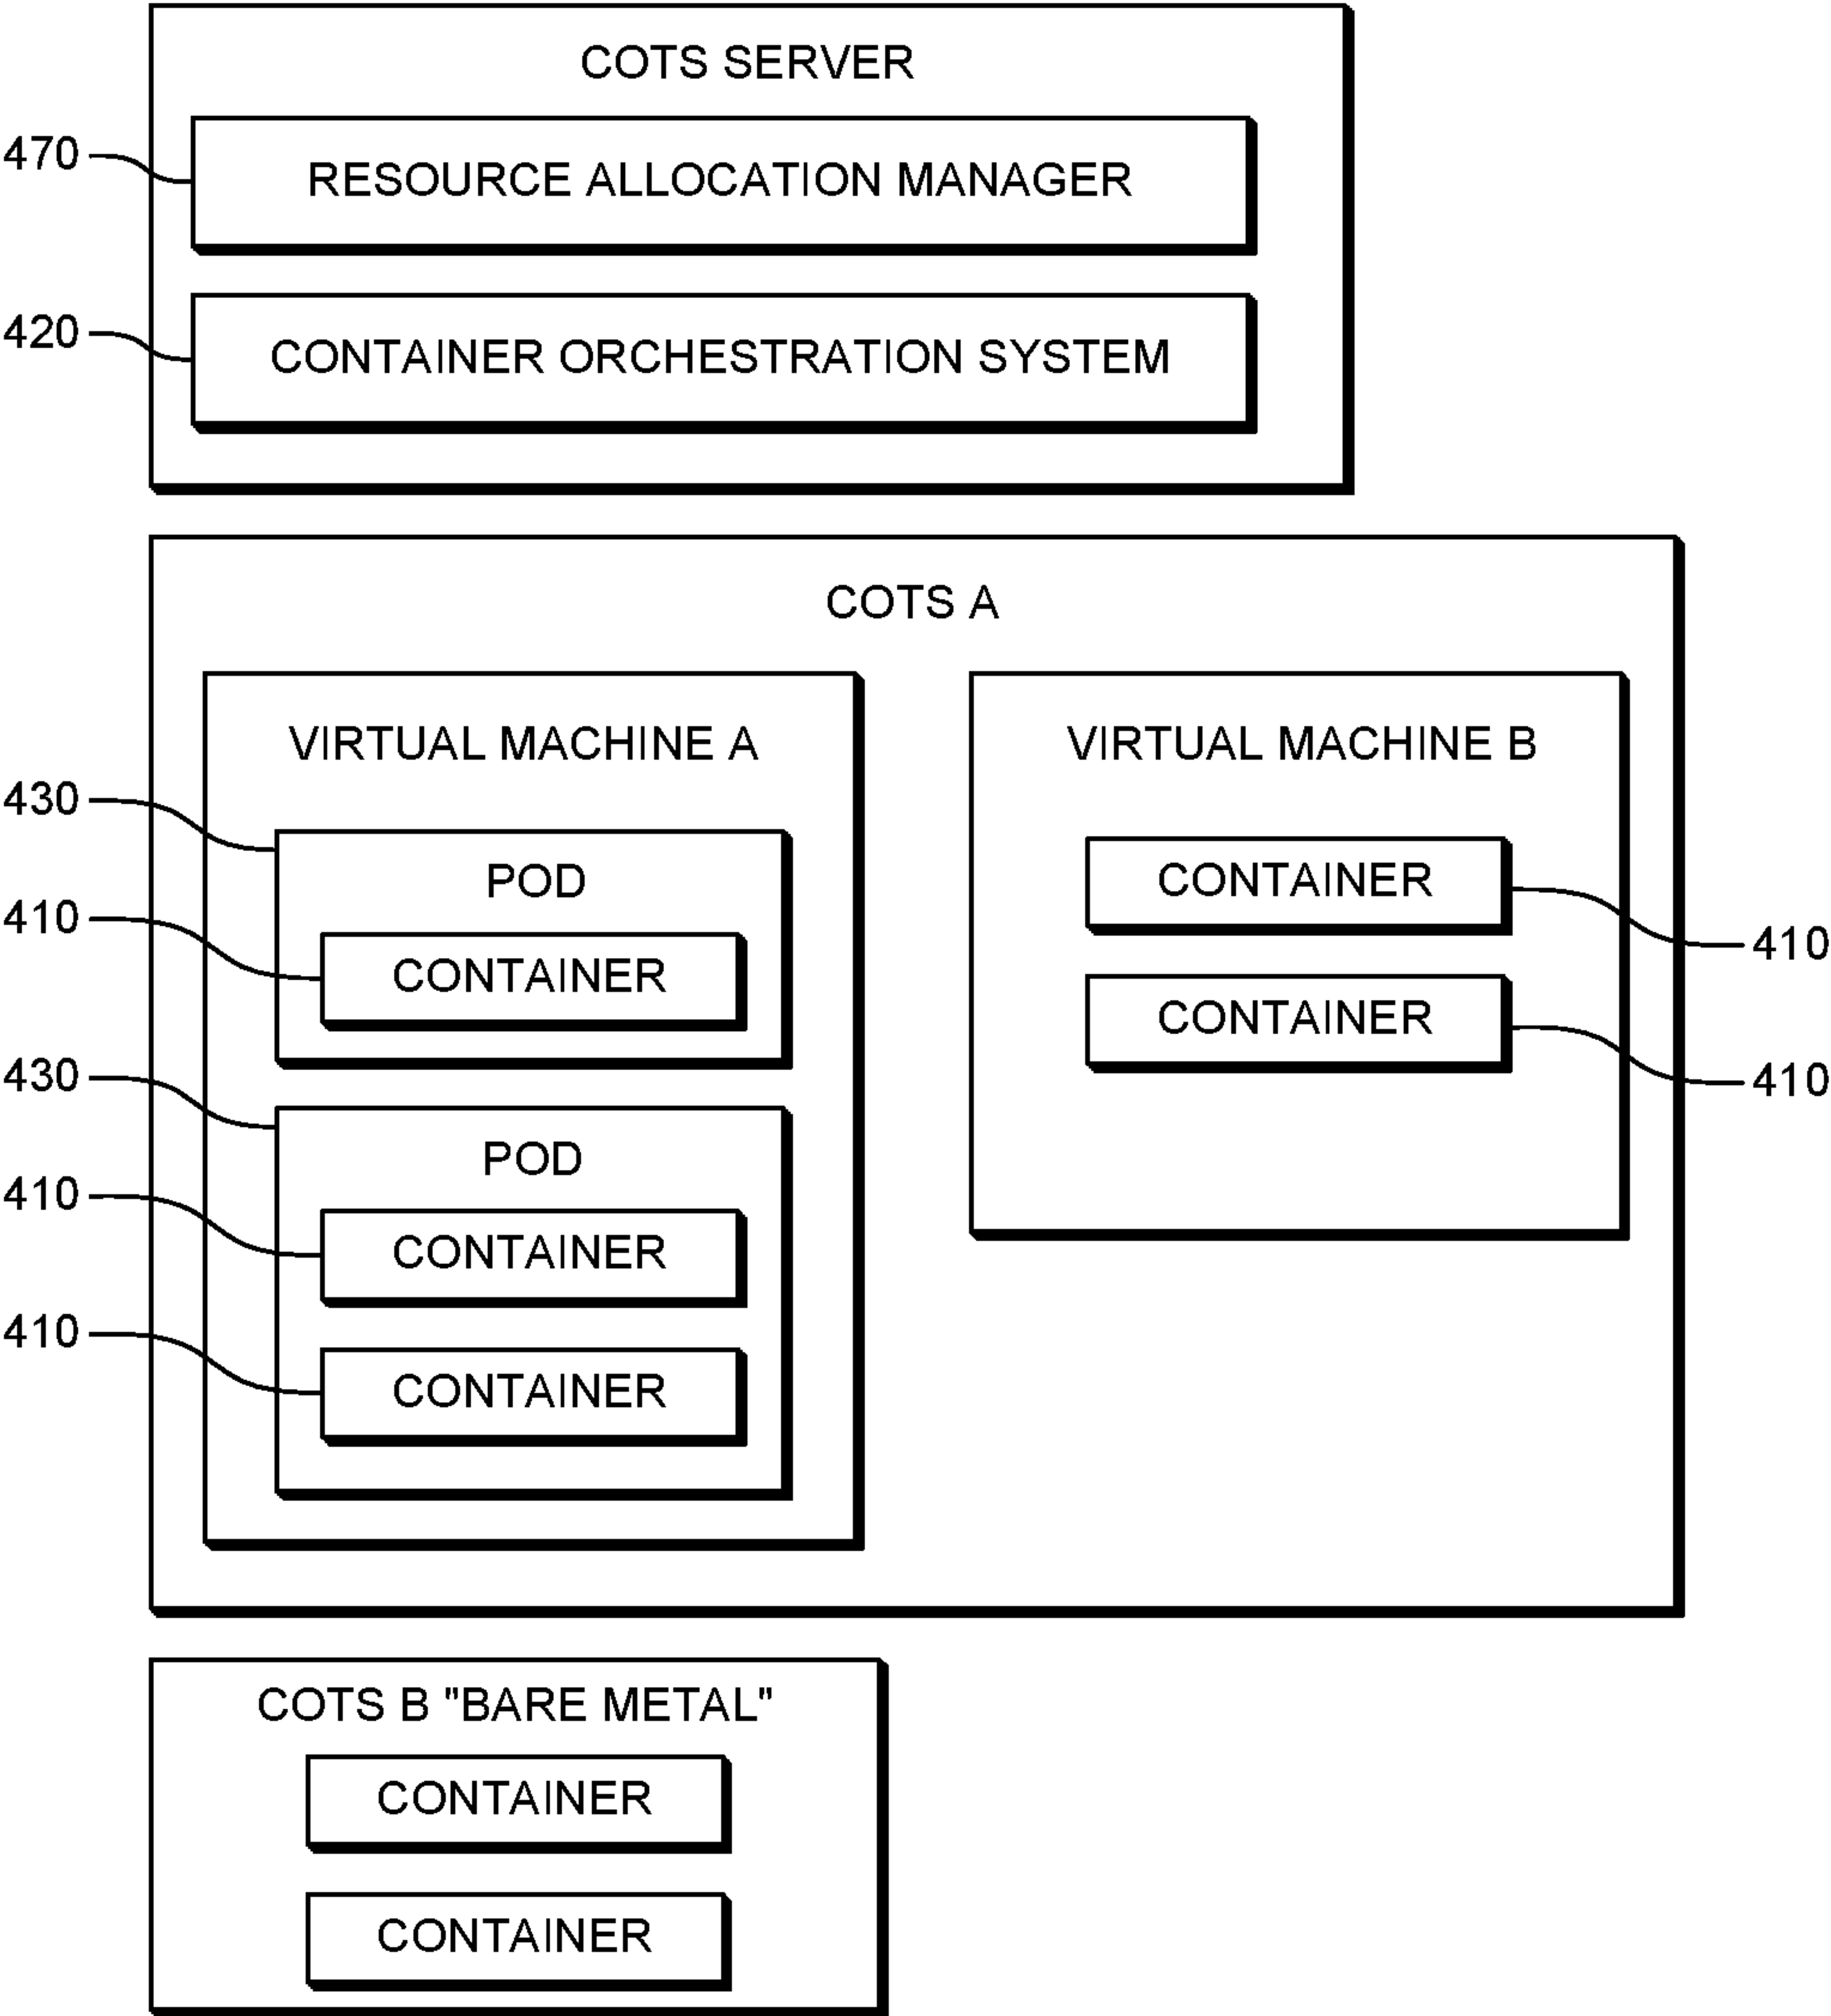 COTS SERVER
470
RESOURCE ALLOCATION MANAGER
420
CONTAINER ORCHESTRATION SYSTEM
COTS A
VIRTUAL MACHINE A
430
POD
410
CONTAINER
430
POD
410
CONTAINER
410
CONTAINER
VIRTUAL MACHINE B
CONTAINER
410
CONTAINER
410
COTS B "BARE METAL"
CONTAINER
CONTAINER